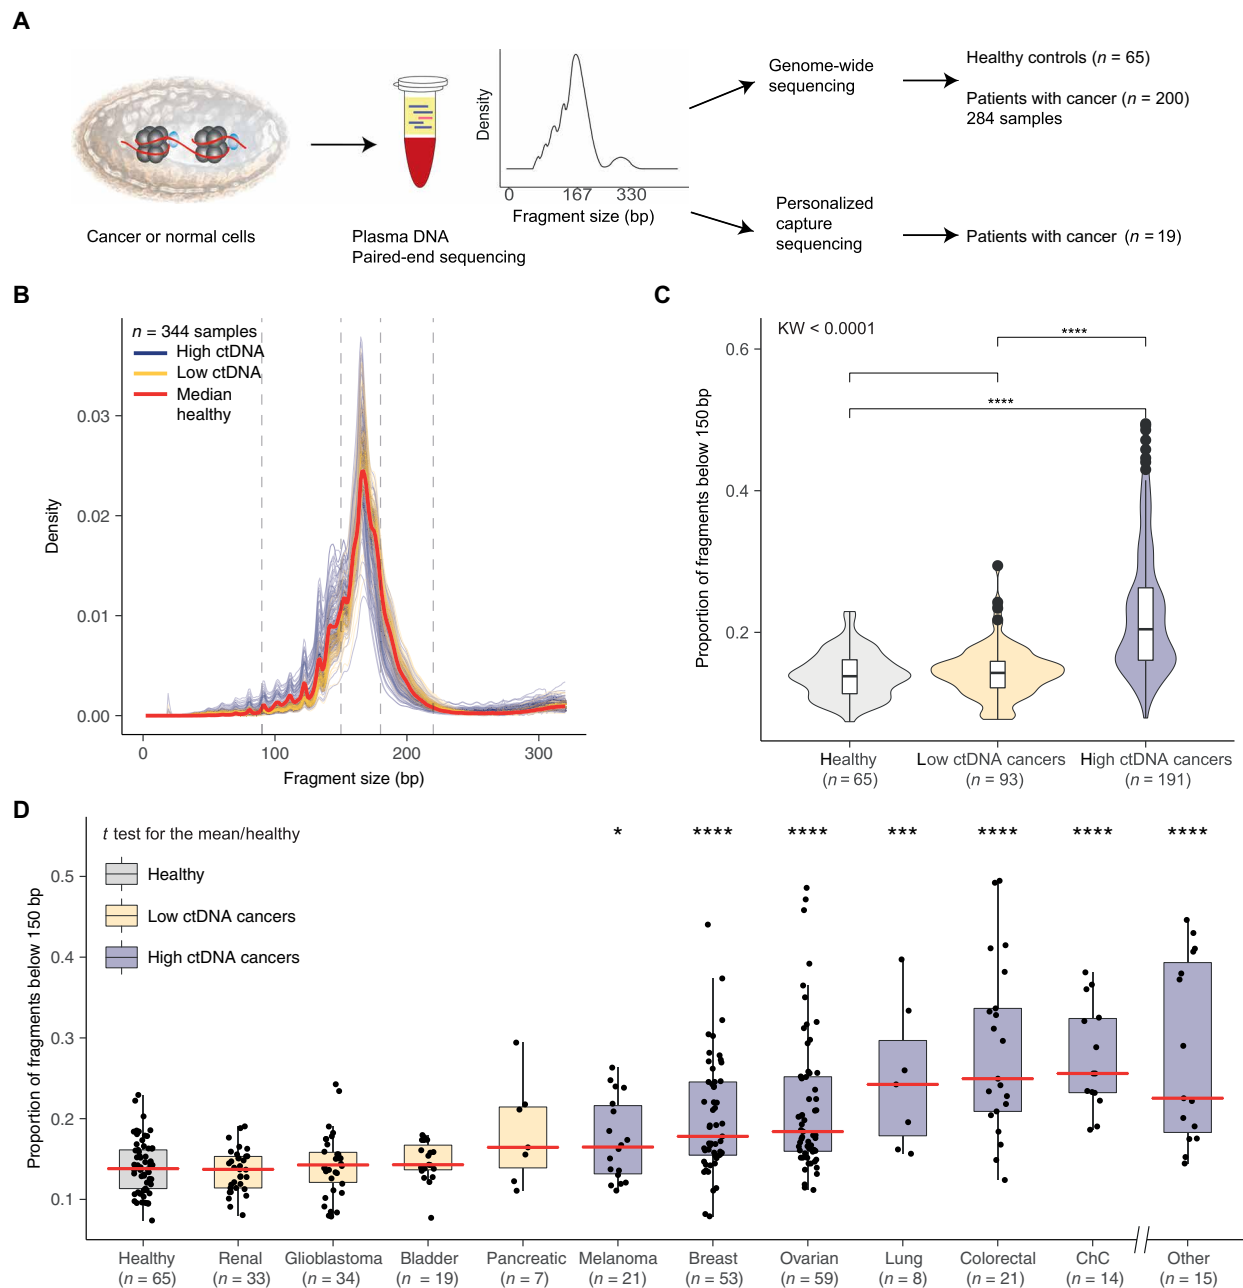 A
Cancer or normal cells
Plasma DNA
Paired-end sequencing
Density
0 167 330
Fragment size (bp)
Genome-wide
sequencing
Healthy controls (n = 65)
Patients with cancer (n = 200)
284 samples
Personalized
capture
sequencing
Patients with cancer (n = 19)
B
n = 344 samples
High ctDNA
Low ctDNA
Median
healthy
Density
0.03
0.02
0.01
0.00
0 100 200 300
Fragment size (bp)
C
KW < 0.0001
****
****
Proportion of fragments below 150 bp
0.6
0.4
0.2
Healthy
(n = 65)
Low ctDNA cancers
(n = 93)
High ctDNA cancers
(n = 191)
D
t test for the mean/healthy
Healthy
Low ctDNA cancers
High ctDNA cancers
* **** **** *** **** **** ****
Proportion of fragments below 150 bp
0.5
0.4
0.3
0.2
0.1
Healthy Renal Glioblastoma Bladder Pancreatic Melanoma Breast Ovarian Lung Colorectal ChC Other
(n = 65) (n = 33) (n = 34) (n = 19) (n = 7) (n = 21) (n = 53) (n = 59) (n = 8) (n = 21) (n = 14) (n = 15)